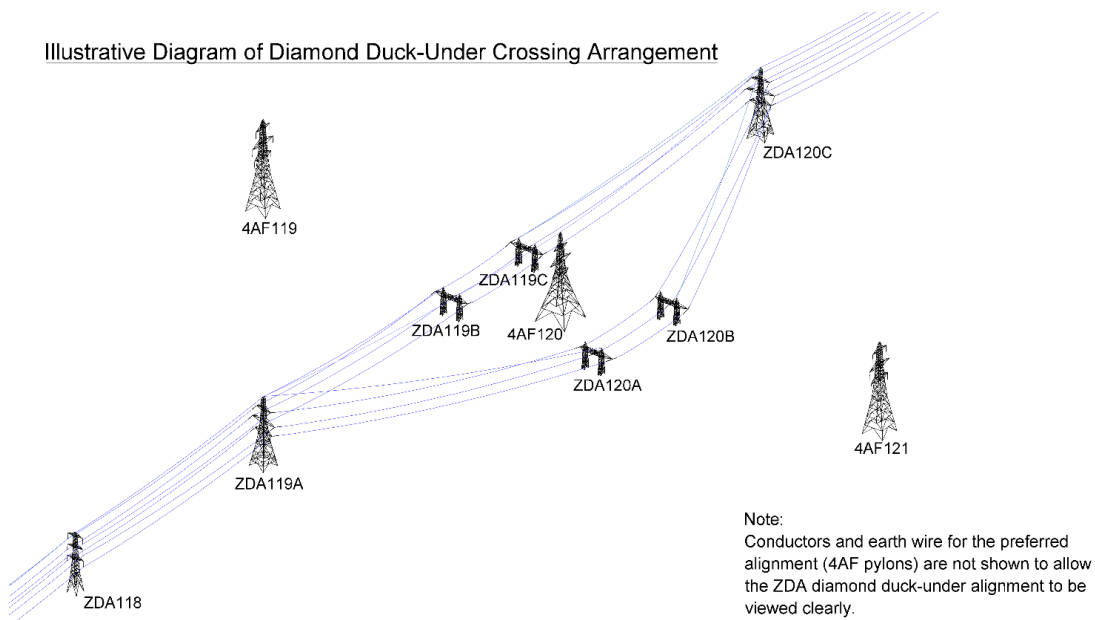 Illustrative Diagram of Diamond Duck-Under Crossing Arrangement
ZDA120C
4AF119
ZDA119C
ZDA119B
4AF120
ZDA120B
ZDA120A
4AF121
ZDA119A
ZDA118
Note:
Conductors and earth wire for the preferred
alignment (4AF pylons) are not shown to allow
the ZDA diamond duck-under alignment to be
viewed clearly.